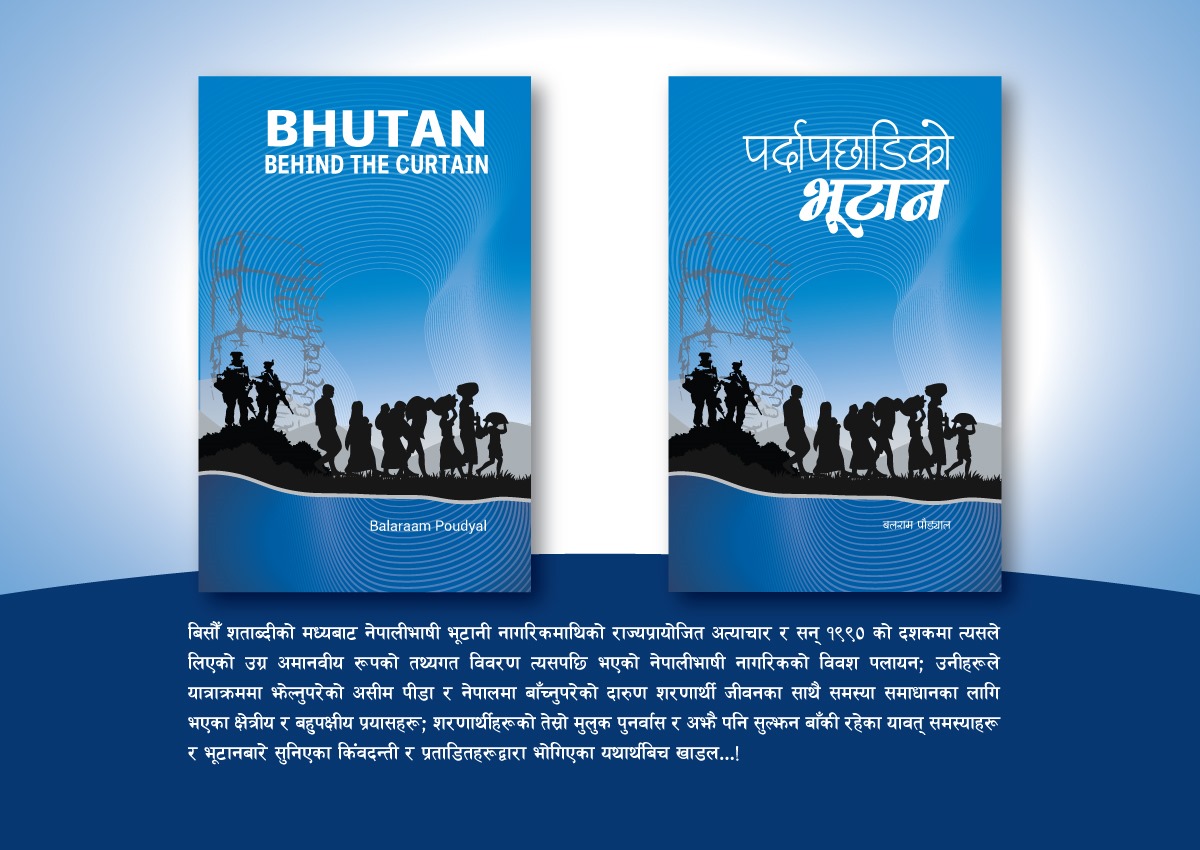 BHUTAN
BEHIND THE CURTAIN
Balaraam Poudyal
पर्दापछाडिको
भूटान
बलराम पौड्याल
बिसौँ शताब्दीको मध्यबाट नेपालीभाषी भूटानी नागरिकमाथिको राज्यप्रायोजित अत्याचार र सन् १९९० को दशकमा त्यसले
लिएको उग्र अमानवीय रूपको तथ्यगत विवरण त्यसपछि भएको नेपालीभाषी नागरिकको विवश पलायन; उनीहरूले
यात्राक्रममा झेल्नुपरेको असीम पीडा र नेपालमा बाँच्नुपरेको दारुण शरणार्थी जीवनका साथै समस्या समाधानका लागि
भएका क्षेत्रीय र बहुपक्षीय प्रयासहरू; शरणार्थीहरूको तेस्रो मुलुक पुनर्वास र अझै पनि सुल्झन बाँकी रहेका यावत् समस्याहरू
र भूटानबारे सुनिएका किंवदन्ती र प्रताडितहरूद्वारा भोगिएका यथार्थबिच खाडल...!